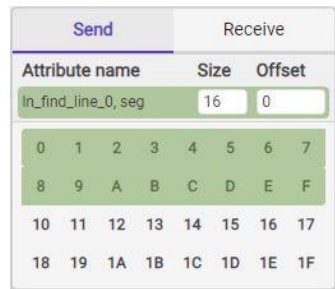 Send Receive
Attribute name Size Offset
ln_find_line_0, seg 16 0
0 1 2 3 4 5 6 7
8 9 A B C D E F
10 11 12 13 14 15 16 17
18 19 1A 1B 1C 1D 1E 1F